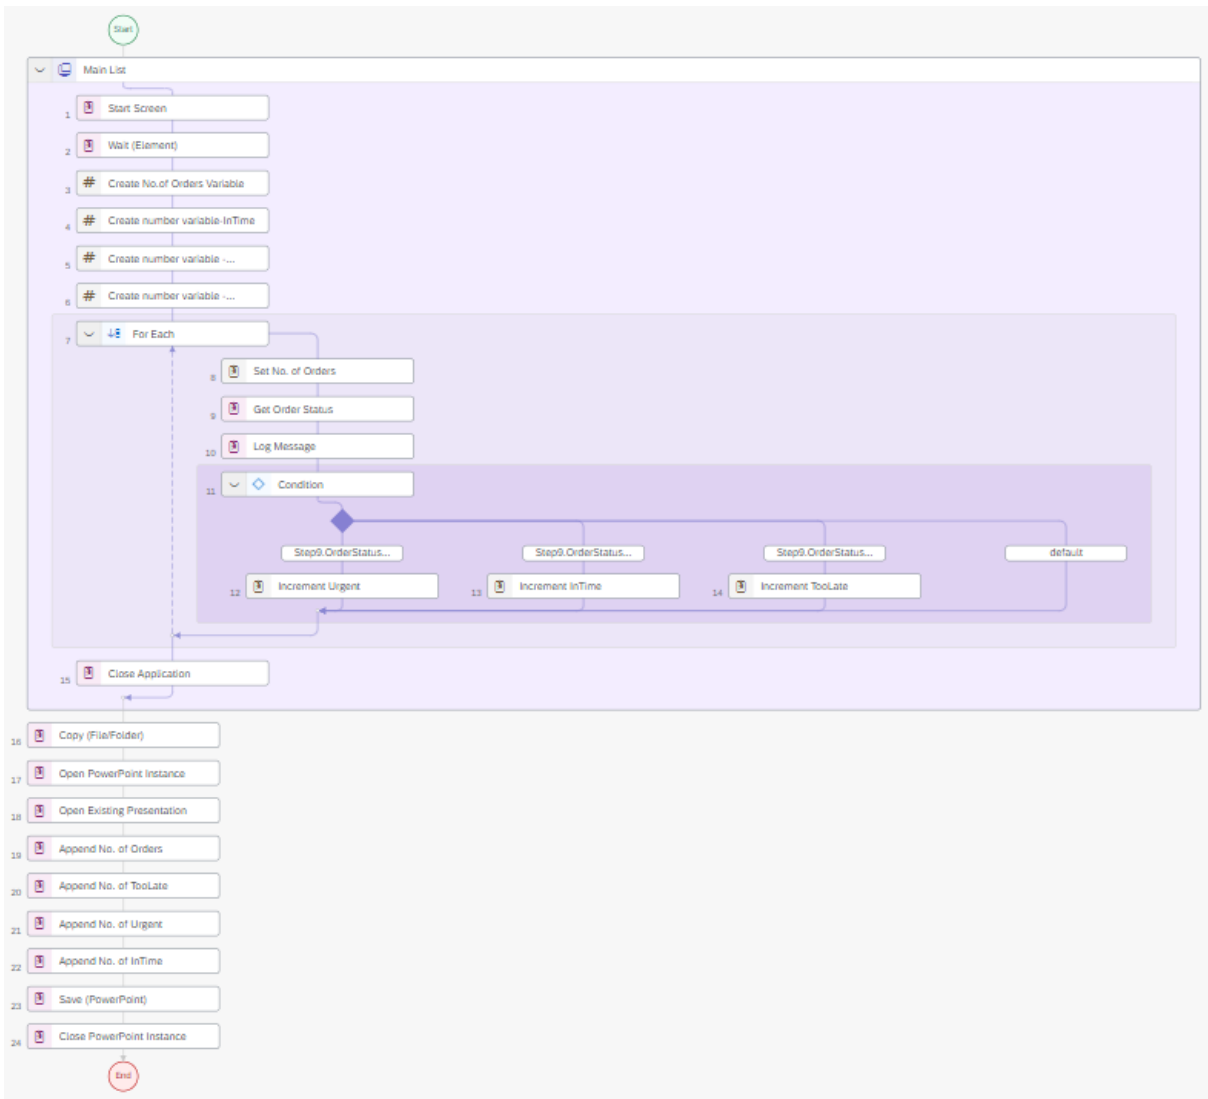 Start
Main List
1 Start Screen
2 Wait (Element)
3 # Create No.of Orders Variable
4 # Create number variable-InTime
5 # Create number variable -...
6 # Create number variable -...
7 For Each
8 Set No. of Orders
9 Get Order Status
10 Log Message
11 Condition
Step9.OrderStatus... Step9.OrderStatus... Step9.OrderStatus... default
12 Increment Urgent 13 Increment InTime 14 Increment TooLate
15 Close Application
16 Copy (File/Folder)
17 Open PowerPoint Instance
18 Open Existing Presentation
19 Append No. of Orders
20 Append No. of TooLate
21 Append No. of Urgent
22 Append No. of InTime
23 Save (PowerPoint)
24 Close PowerPoint Instance
End